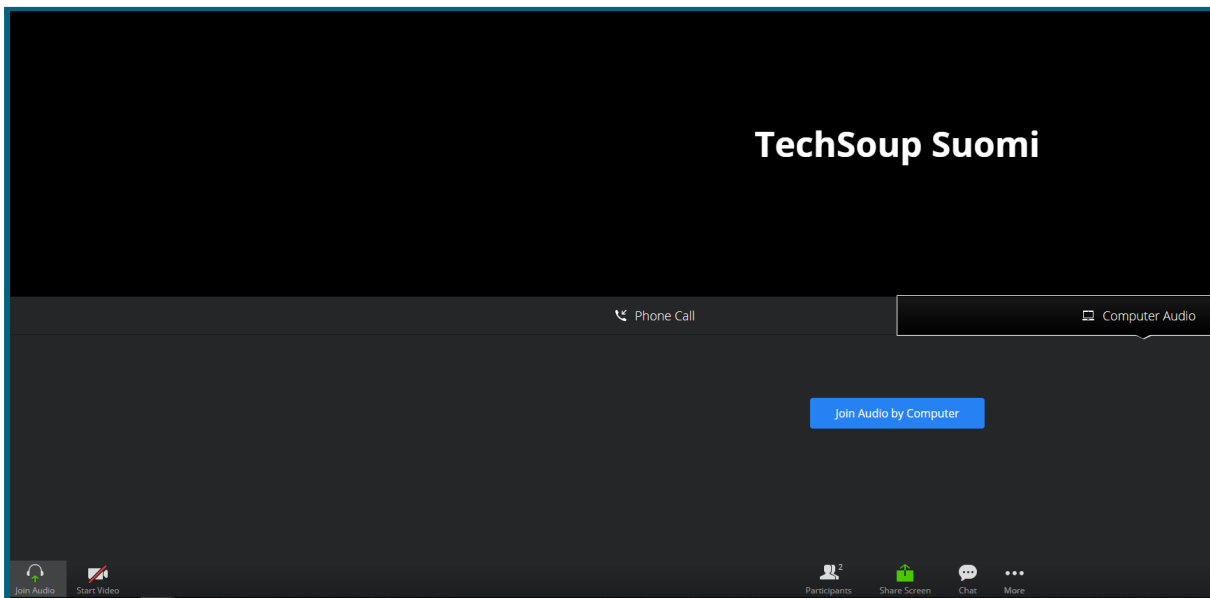 TechSoup Suomi
Phone Call
Computer Audio
Join Audio by Computer
Join Audio
Start Video
Participants
2
Share Screen
Chat
More